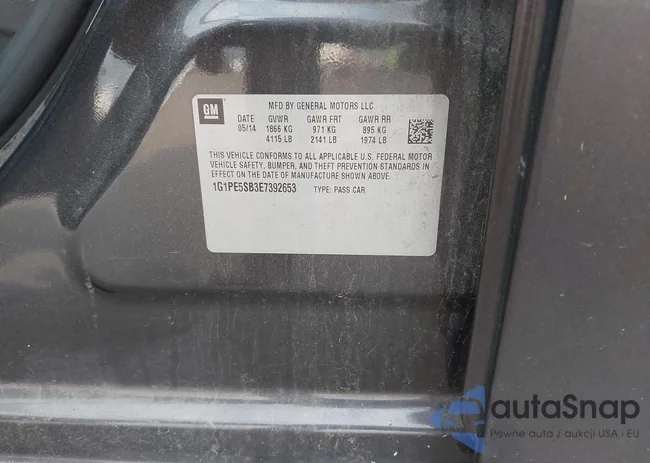 GM
MFD BY GENERAL MOTORS LLC
DATE GVWR GAWR FRT GAWR RR
05/14 1866 KG 971 KG 895 KG
4115 LB 2141 LB 1974 LB
THIS VEHICLE CONFORMS TO ALL APPLICABLE U.S. FEDERAL MOTOR
VEHICLE SAFETY, BUMPER, AND THEFT PREVENTION STANDARDS IN
EFFECT ON THE DATE OF MANUFACTURE SHOWN ABOVE.
1G1PE5SB3E7392653 TYPE: PASS CAR
autaSnap
Pewne auta z aukcji USA i EU